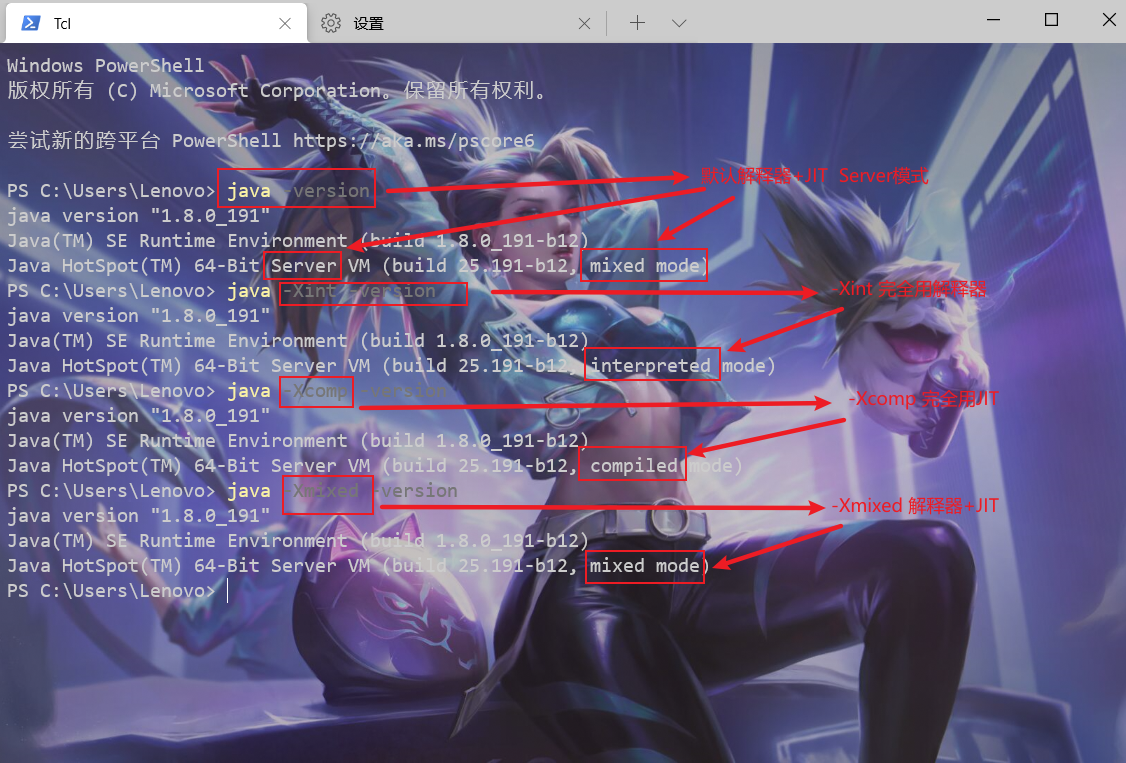 Tcl
设置
Windows PowerShell
版权所有 (C) Microsoft Corporation。保留所有权利。
尝试新的跨平台 PowerShell https://aka.ms/pscore6
PS C:\Users\Lenovo> java -version
默认解释器+JIT Server模式
java version "1.8.0_191"
Java(TM) SE Runtime Environment (build 1.8.0_191-b12)
Java HotSpot(TM) 64-Bit Server VM (build 25.191-b12, mixed mode)
PS C:\Users\Lenovo> java -Xint -version
-Xint 完全用解释器
java version "1.8.0_191"
Java(TM) SE Runtime Environment (build 1.8.0_191-b12)
Java HotSpot(TM) 64-Bit Server VM (build 25.191-b12, interpreted mode)
PS C:\Users\Lenovo> java -Xcomp -version
-Xcomp 完全用JIT
java version "1.8.0_191"
Java(TM) SE Runtime Environment (build 1.8.0_191-b12)
Java HotSpot(TM) 64-Bit Server VM (build 25.191-b12, compiled mode)
PS C:\Users\Lenovo> java -Xmixed -version
-Xmixed 解释器+JIT
java version "1.8.0_191"
Java(TM) SE Runtime Environment (build 1.8.0_191-b12)
Java HotSpot(TM) 64-Bit Server VM (build 25.191-b12, mixed mode)
PS C:\Users\Lenovo>